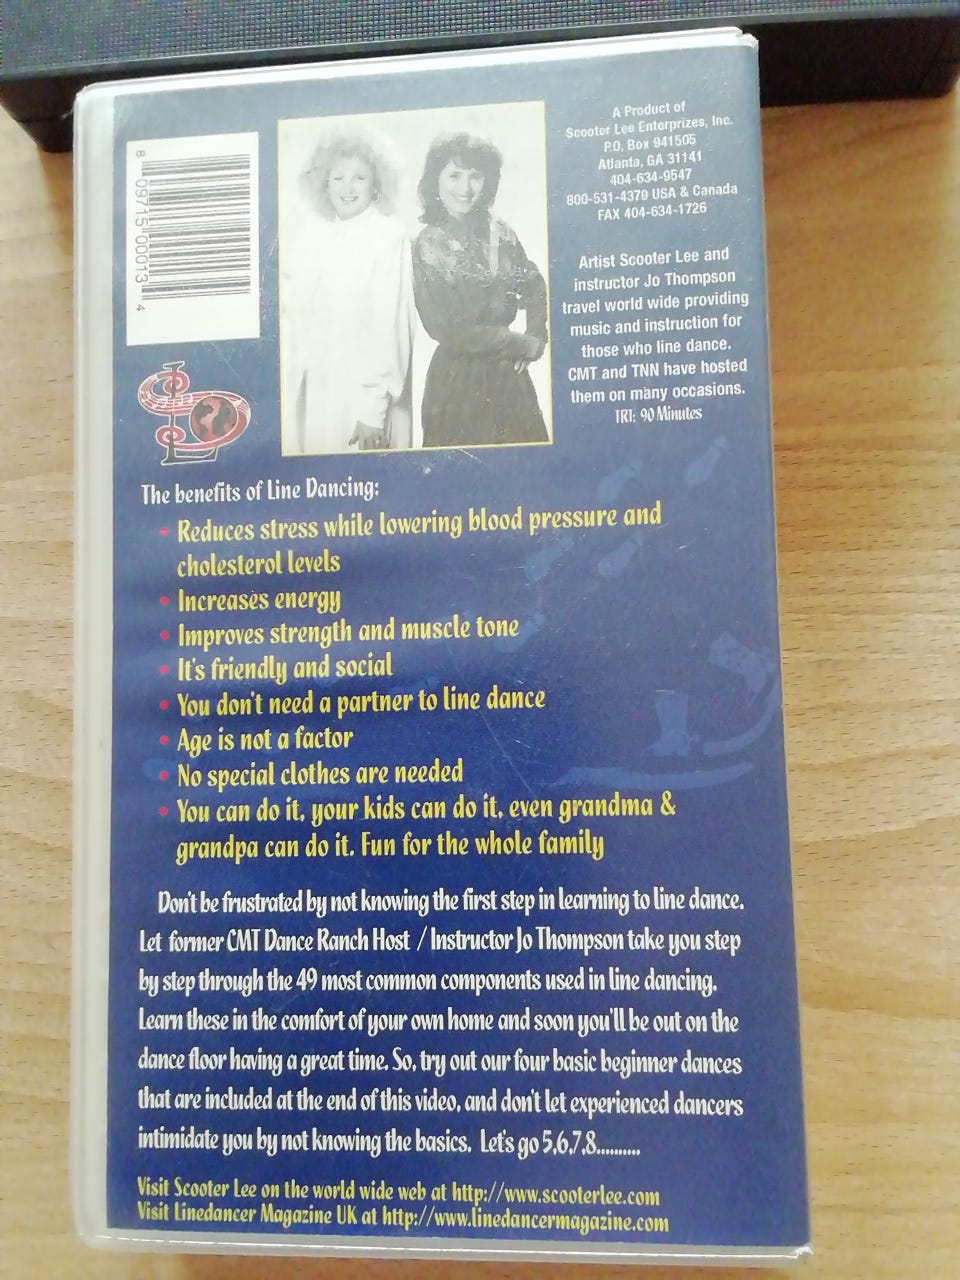 8 09715 00013 4
A Product of
Scooter Lee Enterprizes, Inc.
P.O. Box 941505
Atlanta, GA 31141
404-634-9547
800-531-4379 USA & Canada
FAX 404-634-1726
Artist Scooter Lee and
instructor Jo Thompson
travel world wide providing
music and instruction for
those who line dance.
CMT and TNN have hosted
them on many occasions.
TRT: 90 Minutes
The benefits of Line Dancing:
• Reduces stress while lowering blood pressure and
cholesterol levels
• Increases energy
• Improves strength and muscle tone
• It's friendly and social
• You don't need a partner to line dance
• Age is not a factor
• No special clothes are needed
• You can do it, your kids can do it, even grandma &
grandpa can do it. Fun for the whole family
Don't be frustrated by not knowing the first step in learning to line dance.
Let former CMT Dance Ranch Host / Instructor Jo Thompson take you step
by step through the 49 most common components used in line dancing.
Learn these in the comfort of your own home and soon you'll be out on the
dance floor having a great time. So, try out our four basic beginner dances
that are included at the end of this video, and don't let experienced dancers
intimidate you by not knowing the basics. Let's go 5,6,7,8..........
Visit Scooter Lee on the world wide web at http://www.scooterlee.com
Visit Linedancer Magazine UK at http://www.linedancermagazine.com